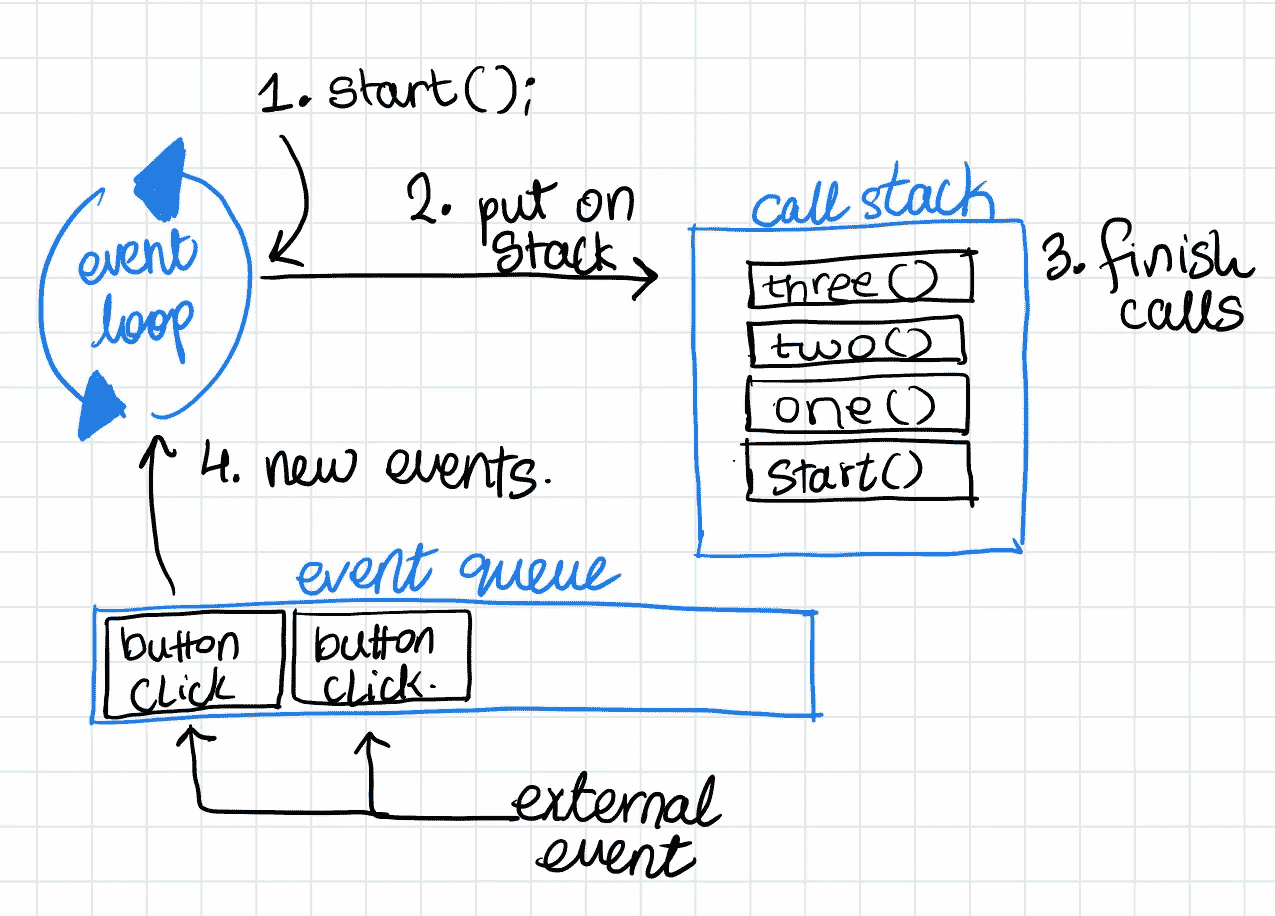 1. start();
2. put on
stack
call stack
3. finish
calls
event
loop
three()
two()
one()
start()
4. new events.
event queue
button
click
button
click.
external
event